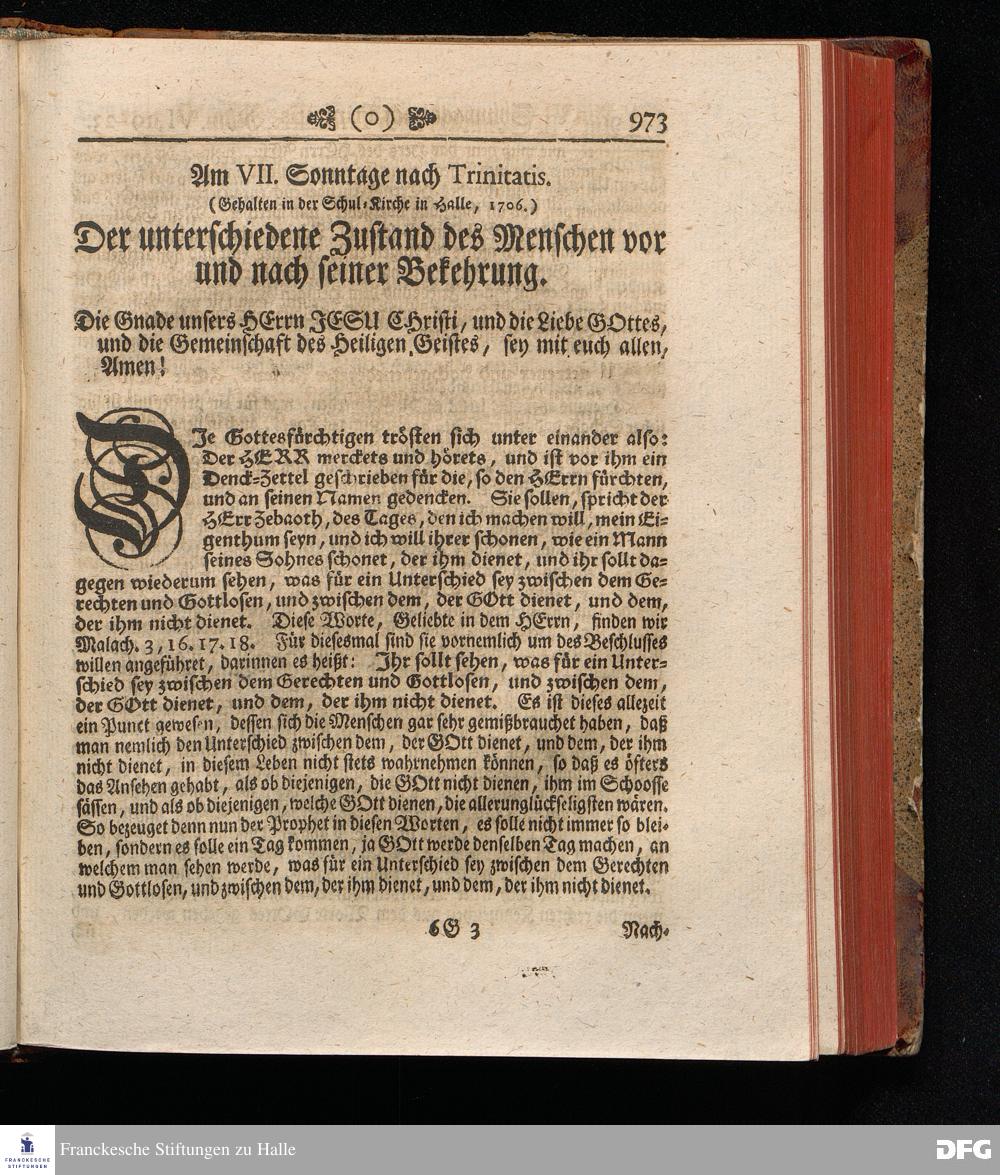 (o) 973
Am VII. Sonntage nach Trinitatis.
(Gehalten in der Schul-Kirche in Halle, 1706.)
Der unterschiedene Zustand des Menschen vor
und nach seiner Bekehrung.
Die Gnade unsers HErrn JESU CHristi, und die Liebe GOttes,
und die Gemeinschaft des Heiligen Geistes, sey mit euch allen,
Amen!
DIe Gottesfürchtigen trösten sich unter einander also:
Der HERR merckets und hörets, und ist vor ihm ein
Denck-Zettel geschrieben für die, so den HErrn fürchten,
und an seinen Namen gedencken. Sie sollen, spricht der
HErr Zebaoth, des Tages, den ich machen will, mein Ei-
genthum seyn, und ich will ihrer schonen, wie ein Mann
seines Sohnes schonet, der ihm dienet, und ihr sollt da-
gegen wiederum sehen, was für ein Unterschied sey zwischen dem Ge-
rechten und Gottlosen, und zwischen dem, der GOtt dienet, und dem,
der ihm nicht dienet. Diese Worte, Geliebte in dem HErrn, finden wir
Malach. 3, 16. 17. 18. Für diesesmal sind sie vornemlich um des Beschlusses
willen angeführet, darinnen es heißt: Ihr sollt sehen, was für ein Unter-
schied sey zwischen dem Gerechten und Gottlosen, und zwischen dem,
der GOtt dienet, und dem, der ihm nicht dienet. Es ist dieses allezeit
ein Punct gewesen, dessen sich die Menschen gar sehr gemißbrauchet haben, daß
man nemlich den Unterschied zwischen dem, der GOtt dienet, und dem, der ihm
nicht dienet, in diesem Leben nicht stets wahrnehmen können, so daß es öfters
das Ansehen gehabt, als ob diejenigen, die GOtt nicht dienen, ihm im Schoosse
sässen, und als ob diejenigen, welche GOtt dienen, die allerunglückseligsten wären.
So bezeuget denn nun der Prophet in diesen Worten, es solle nicht immer so blei-
ben, sondern es solle ein Tag kommen, ja GOtt werde denselben Tag machen, an
welchem man sehen werde, was für ein Unterschied sey zwischen dem Gerechten
und Gottlosen, und zwischen dem, der ihm dienet, und dem, der ihm nicht dienet.
6G 3 Nach-
FRANCKESCHE STIFTUNGEN
Franckesche Stiftungen zu Halle
DFG